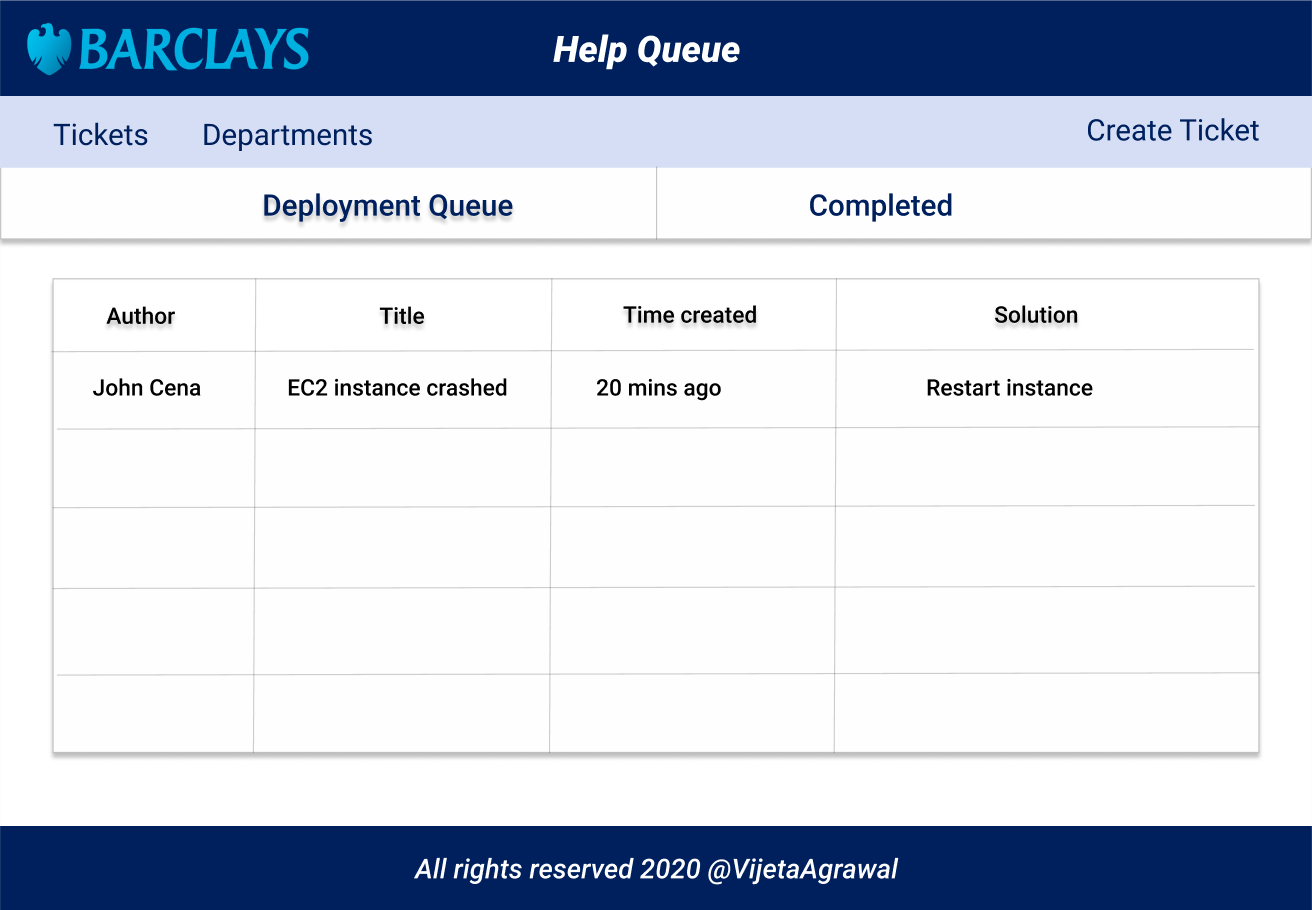 BARCLAYS
Help Queue
Tickets Departments Create Ticket
Deployment Queue Completed
Author Title Time created Solution
John Cena EC2 instance crashed 20 mins ago Restart instance
All rights reserved 2020 @VijetaAgrawal